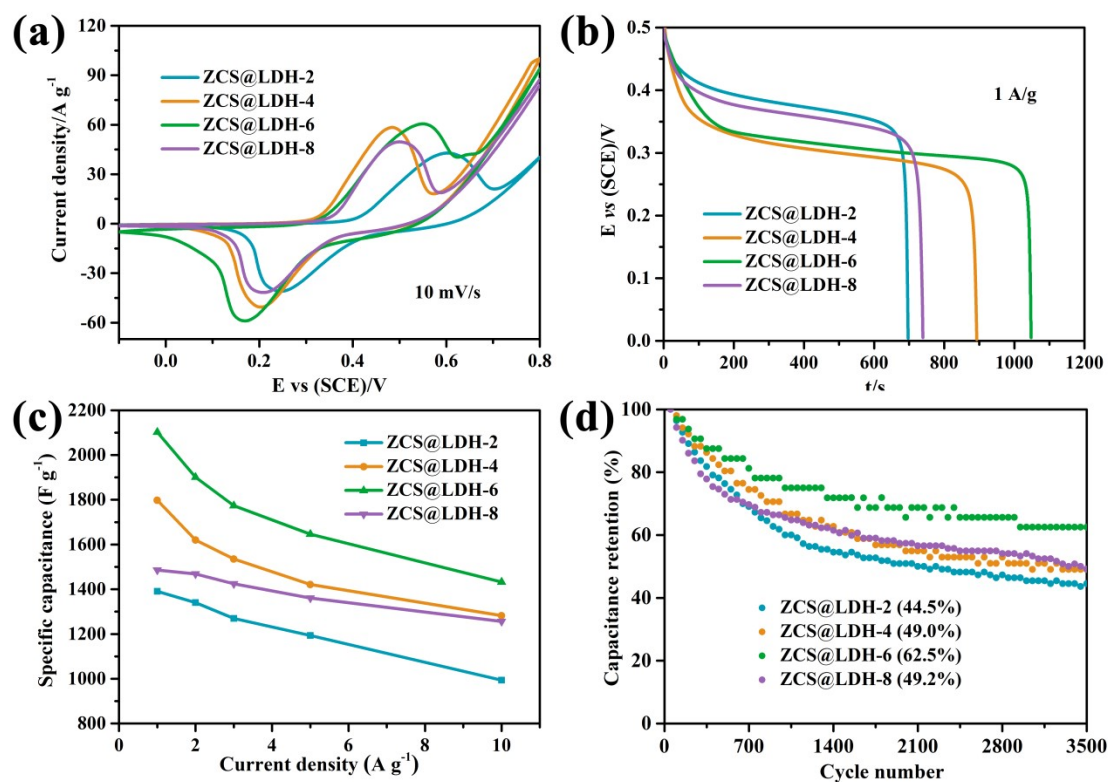 (a)
120
90
60
30
0
-30
-60
Current density/A g-1
ZCS@LDH-2
ZCS@LDH-4
ZCS@LDH-6
ZCS@LDH-8
10 mV/s
0.0 0.2 0.4 0.6 0.8
E vs (SCE)/V
(b)
0.5
0.4
0.3
0.2
0.1
0.0
E vs (SCE)/V
1 A/g
ZCS@LDH-2
ZCS@LDH-4
ZCS@LDH-6
ZCS@LDH-8
0 200 400 600 800 1000 1200
t/s
(c)
2200
2000
1800
1600
1400
1200
1000
800
Specific capacitance (F g-1)
ZCS@LDH-2
ZCS@LDH-4
ZCS@LDH-6
ZCS@LDH-8
0 2 4 6 8 10
Current density (A g-1)
(d)
100
80
60
40
20
0
Capacitance retention (%)
ZCS@LDH-2 (44.5%)
ZCS@LDH-4 (49.0%)
ZCS@LDH-6 (62.5%)
ZCS@LDH-8 (49.2%)
0 700 1400 2100 2800 3500
Cycle number